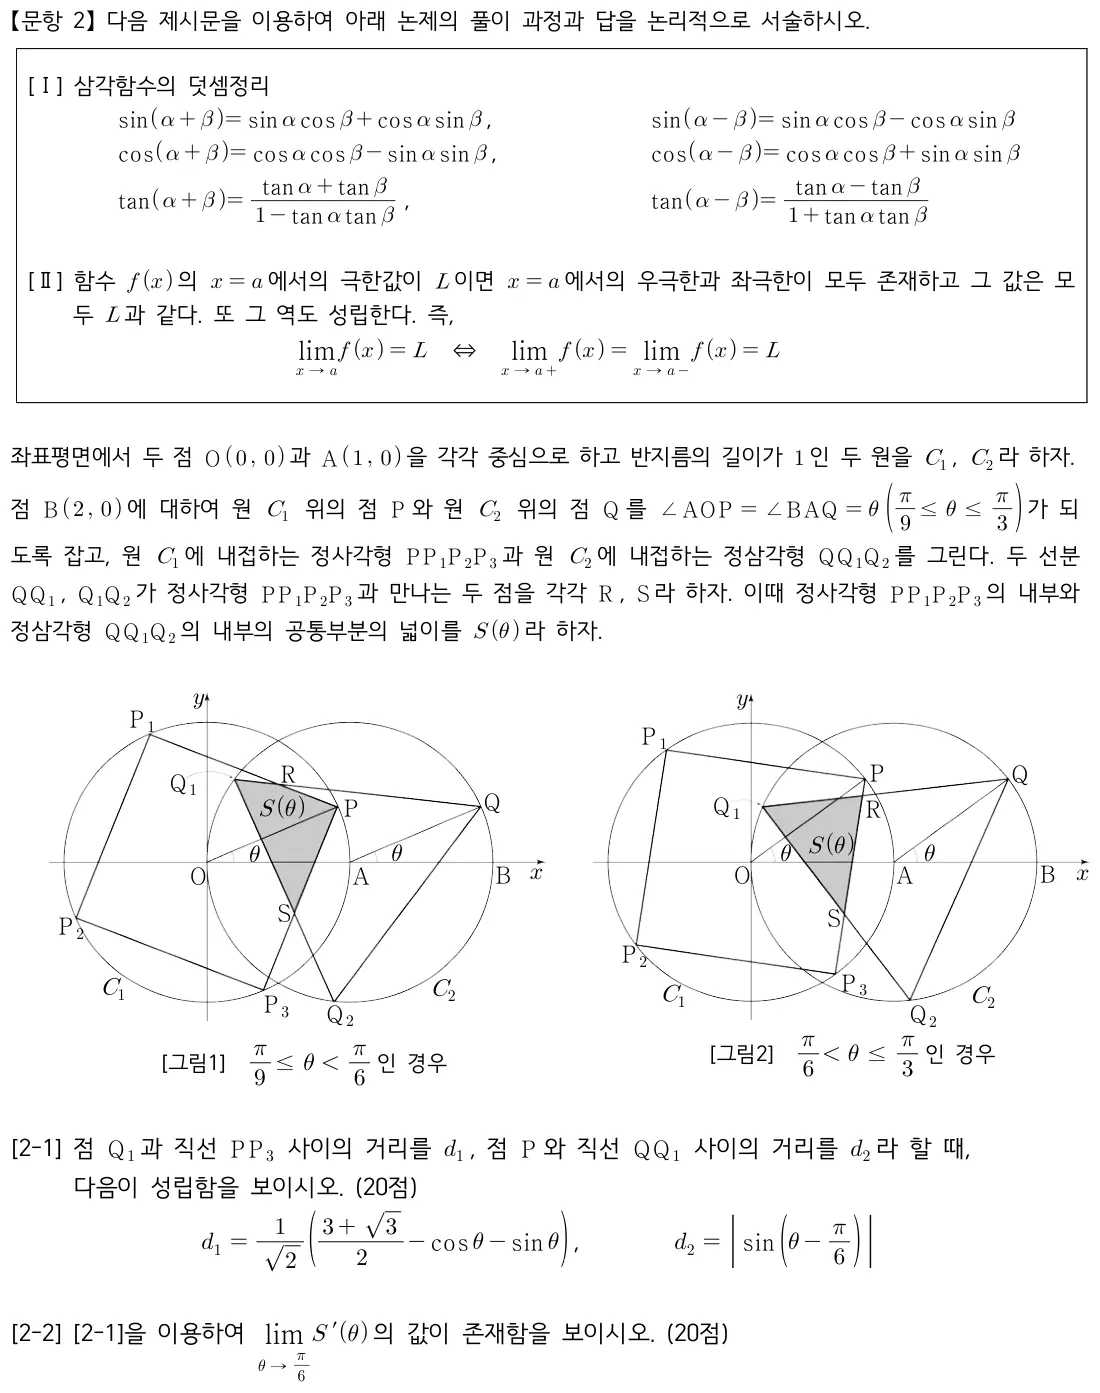 【문항 2】 다음 제시문을 이용하여 아래 논제의 풀이 과정과 답을 논리적으로 서술하시오.
[Ⅰ] 삼각함수의 덧셈정리
sin(α+β)= sinαcosβ+cosαsinβ, sin(α−β)= sinαcosβ−cosαsinβ
cos(α+β)= cosαcosβ−sinαsinβ, cos(α−β)= cosαcosβ+sinαsinβ
tan(α+β)= (tanα+tanβ)/(1−tanαtanβ), tan(α−β)= (tanα−tanβ)/(1+tanαtanβ)
[Ⅱ] 함수 f(x)의 x=a에서의 극한값이 L이면 x=a에서의 우극한과 좌극한이 모두 존재하고 그 값은 모
두 L과 같다. 또 그 역도 성립한다. 즉,
lim_{x→a} f(x)=L ⇔ lim_{x→a+} f(x)= lim_{x→a−} f(x)=L
좌표평면에서 두 점 O(0, 0)과 A(1, 0)을 각각 중심으로 하고 반지름의 길이가 1인 두 원을 C₁, C₂라 하자.
점 B(2, 0)에 대하여 원 C₁ 위의 점 P와 원 C₂ 위의 점 Q를 ∠AOP=∠BAQ=θ(π/9 ≤ θ ≤ π/3)가 되
도록 잡고, 원 C₁에 내접하는 정사각형 PP₁P₂P₃과 원 C₂에 내접하는 정삼각형 QQ₁Q₂를 그린다. 두 선분
QQ₁, Q₁Q₂가 정사각형 PP₁P₂P₃과 만나는 두 점을 각각 R, S라 하자. 이때 정사각형 PP₁P₂P₃의 내부와
정삼각형 QQ₁Q₂의 내부의 공통부분의 넓이를 S(θ)라 하자.
y
P₁
Q₁
R
S(θ)
P
Q
θ
θ
O
A
B
x
S
P₂
C₁
P₃
Q₂
C₂
[그림1] π/9 ≤ θ < π/6 인 경우
y
P₁
P
Q
Q₁
R
S(θ)
θ
θ
O
A
B
x
S
P₂
C₁
P₃
Q₂
C₂
[그림2] π/6 < θ ≤ π/3 인 경우
[2-1] 점 Q₁과 직선 PP₃ 사이의 거리를 d₁, 점 P와 직선 QQ₁ 사이의 거리를 d₂라 할 때,
다음이 성립함을 보이시오. (20점)
d₁ = 1/√2 ((3+√3)/2 − cosθ − sinθ), d₂ = |sin(θ − π/6)|
[2-2] [2-1]을 이용하여 lim_{θ→π/6} S′(θ)의 값이 존재함을 보이시오. (20점)